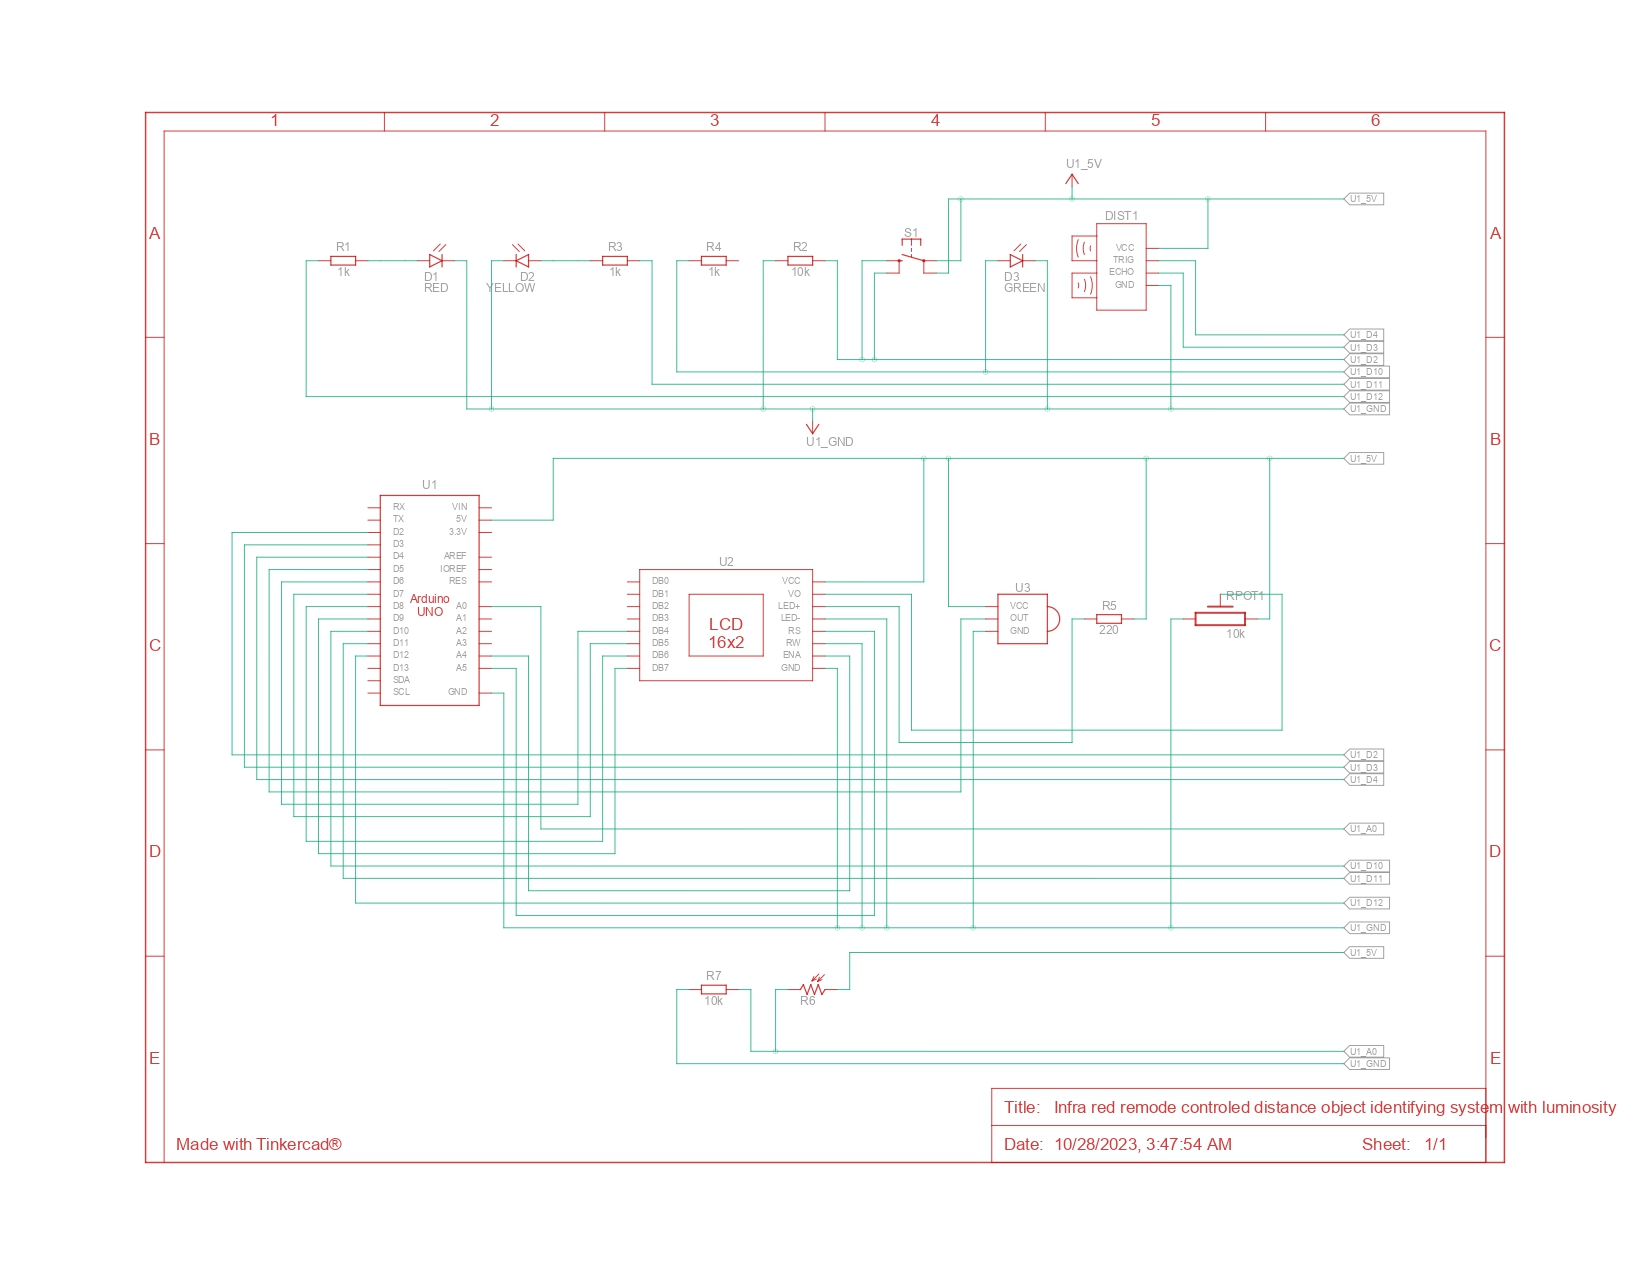 1 2 3 4 5 6
U1_5V
U1_5V
DIST1
A A
S1
R1 R3 R4 R2
VCC
TRIG
ECHO
GND
1k D1 D2 1k 1k 10k D3
RED YELLOW GREEN
U1_D4
U1_D3
U1_D2
U1_D10
U1_D11
U1_D12
U1_GND
B B
U1_GND
U1_5V
U1
RX VIN
TX 5V
D2 3.3V
D3
D4 AREF
D5 IOREF
D6 RES
D7
D8 A0
D9 A1
D10 A2
D11 A3
D12 A4
D13 A5
SDA
SCL GND
Arduino
UNO
U2
DB0 VCC
DB1 VO
DB2 LED+
DB3 LED-
DB4 RS
DB5 RW
DB6 ENA
DB7 GND
LCD
16x2
U3
VCC
OUT
GND
R5
220
RPOT1
10k
C C
U1_D2
U1_D3
U1_D4
U1_A0
D D
U1_D10
U1_D11
U1_D12
U1_GND
U1_5V
R7
10k
R6
U1_A0
U1_GND
E E
Title: Infra red remode controled distance object identifying system with luminosity
Made with Tinkercad®
Date: 10/28/2023, 3:47:54 AM Sheet: 1/1